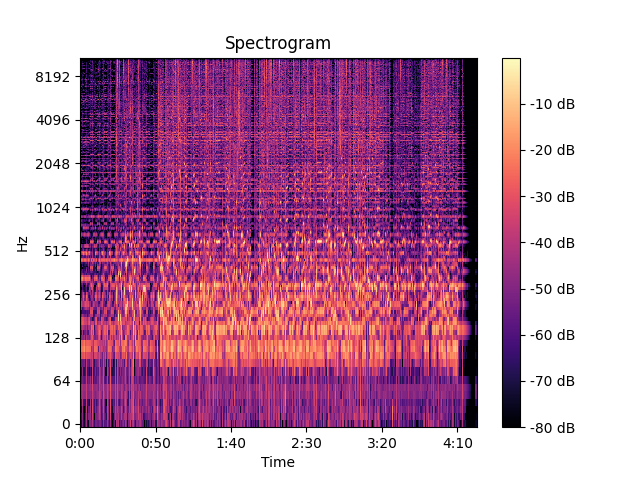 Spectrogram
8192
4096
2048
1024
512
256
128
64
0
Hz
0:00 0:50 1:40 2:30 3:20 4:10
Time
-10 dB
-20 dB
-30 dB
-40 dB
-50 dB
-60 dB
-70 dB
-80 dB